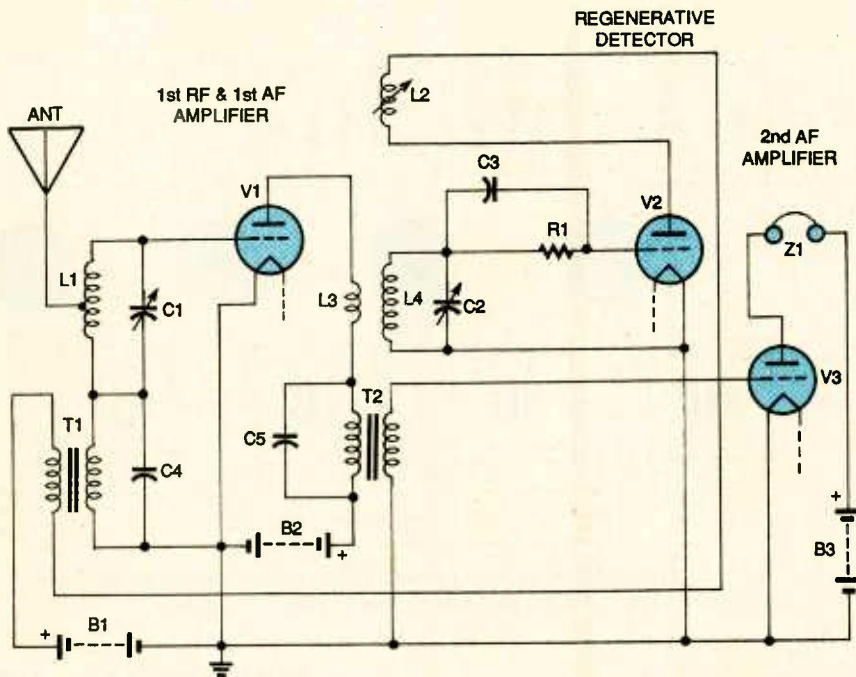 REGENERATIVE
DETECTOR
1st RF & 1st AF
AMPLIFIER
ANT
L2
2nd AF
AMPLIFIER
C3
V1
V2
R1
Z1
L1
C1
L3
L4
C2
V3
T1
T2
C5
C4
B2
+
+
B3
+
B1